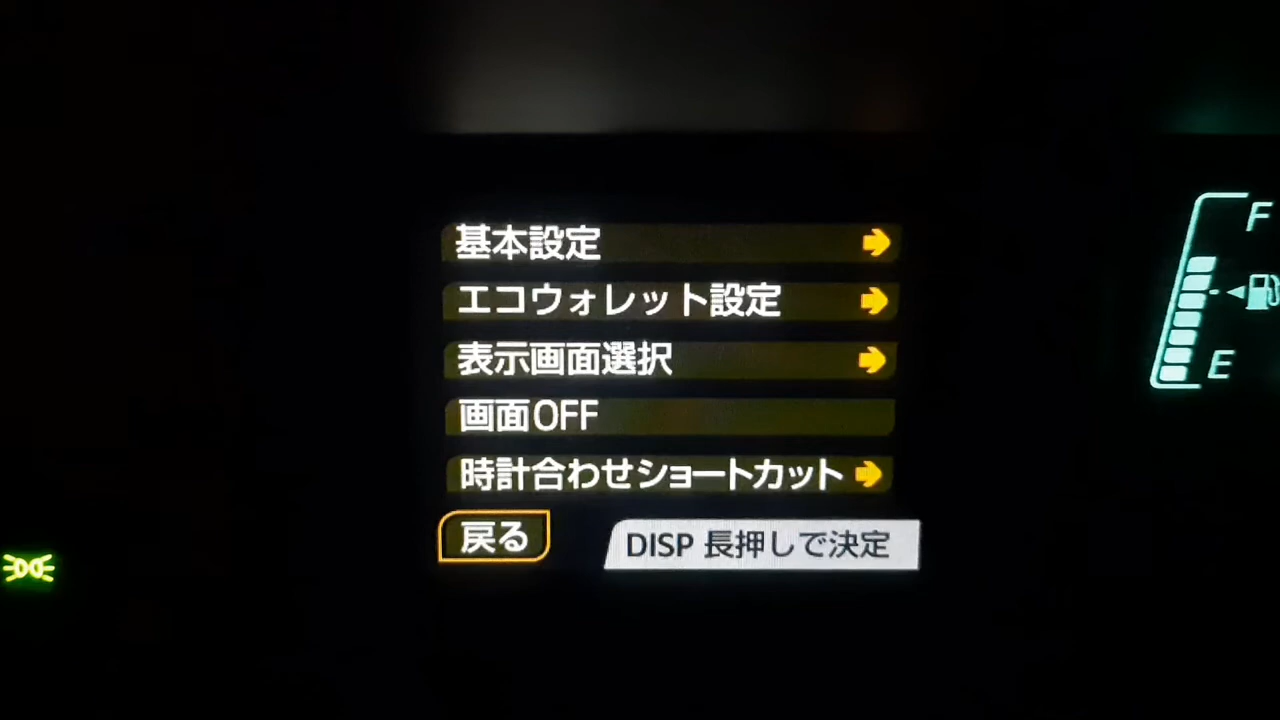 基本設定
エコウォレット設定
表示画面選択
画面OFF
時計合わせショートカット
戻る
DISP 長押しで決定
F
E